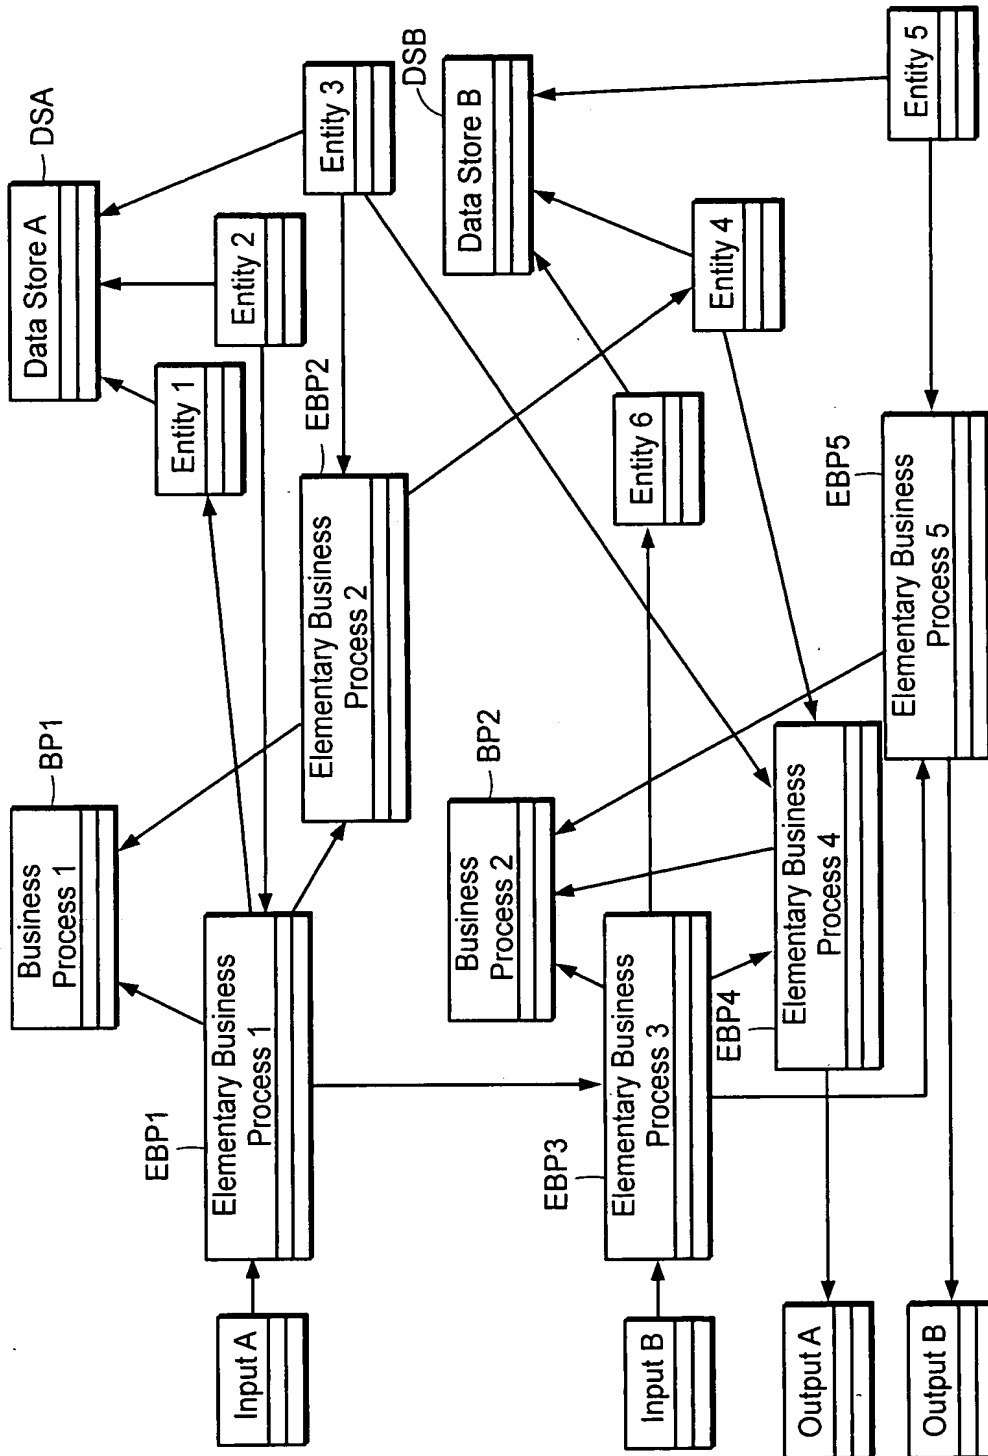 BP1
Business
Process 1
DSA
Data Store A
EBP1
Input A
Elementary Business
Process 1
Entity 1
Entity 2
Entity 3
EBP2
Elementary Business
Process 2
BP2
Business
Process 2
DSB
Data Store B
EBP3
Input B
Elementary Business
Process 3
Entity 6
Entity 4
EBP4
Output A
Elementary Business
Process 4
EBP5
Output B
Elementary Business
Process 5
Entity 5